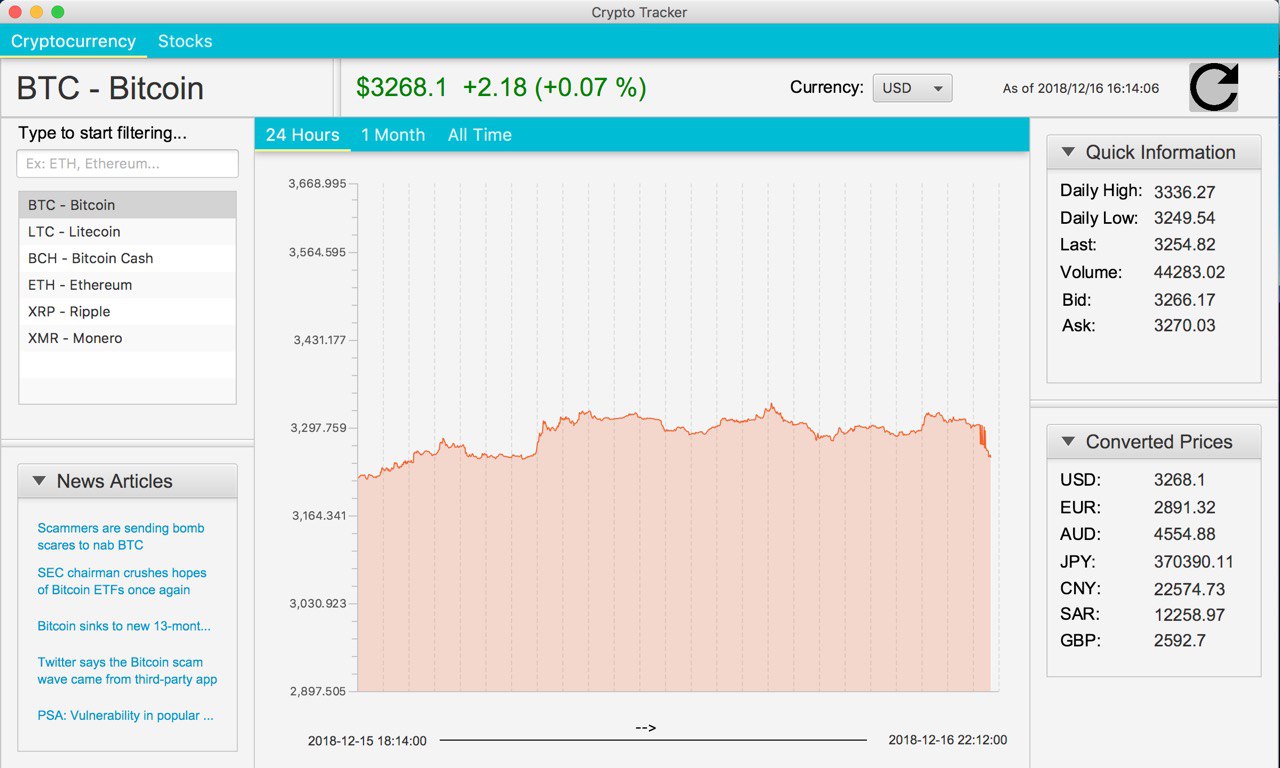 Crypto Tracker
Cryptocurrency Stocks
BTC - Bitcoin
$3268.1 +2.18 (+0.07 %)
Currency: USD
As of 2018/12/16 16:14:06
Type to start filtering...
Ex: ETH, Ethereum...
BTC - Bitcoin
LTC - Litecoin
BCH - Bitcoin Cash
ETH - Ethereum
XRP - Ripple
XMR - Monero
News Articles
Scammers are sending bomb
scares to nab BTC
SEC chairman crushes hopes
of Bitcoin ETFs once again
Bitcoin sinks to new 13-mont...
Twitter says the Bitcoin scam
wave came from third-party app
PSA: Vulnerability in popular ...
24 Hours 1 Month All Time
3,668.995
3,564.595
3,431.177
3,297.759
3,164.341
3,030.923
2,897.505
-->
2018-12-15 18:14:00
2018-12-16 22:12:00
Quick Information
Daily High: 3336.27
Daily Low: 3249.54
Last: 3254.82
Volume: 44283.02
Bid: 3266.17
Ask: 3270.03
Converted Prices
USD: 3268.1
EUR: 2891.32
AUD: 4554.88
JPY: 370390.11
CNY: 22574.73
SAR: 12258.97
GBP: 2592.7